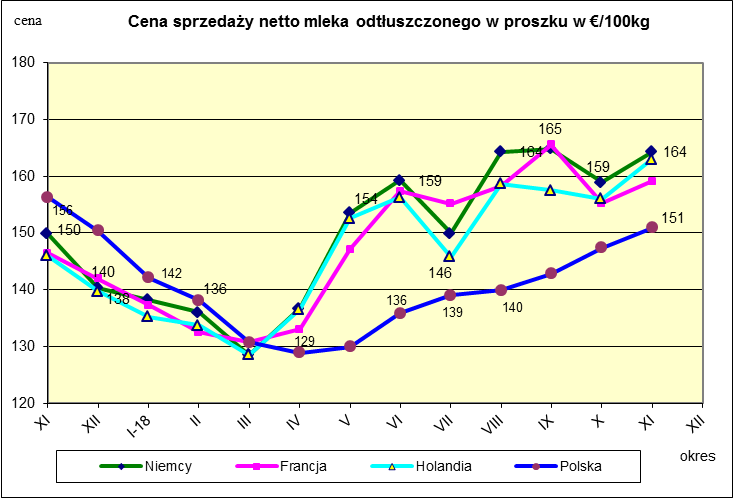 cena
Cena sprzedaży netto mleka odtłuszczonego w proszku w €/100kg
180
170
160
150
140
130
120
156
150
140
138
142
136
129
154
159
136
146
139
164
140
165
159
164
151
XI
XII
I-18
II
III
IV
V
VI
VII
VIII
IX
X
XI
XII
okres
Niemcy Francja Holandia Polska